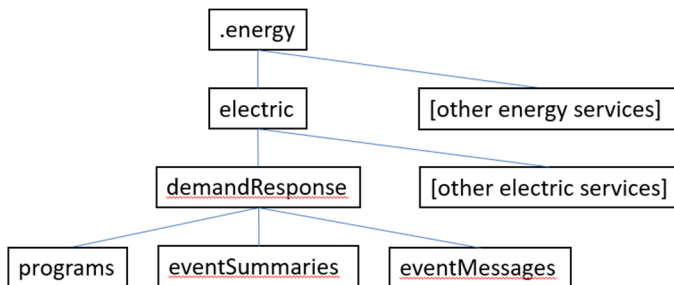 .energy
electric
[other energy services]
demandResponse
[other electric services]
programs
eventSummaries
eventMessages